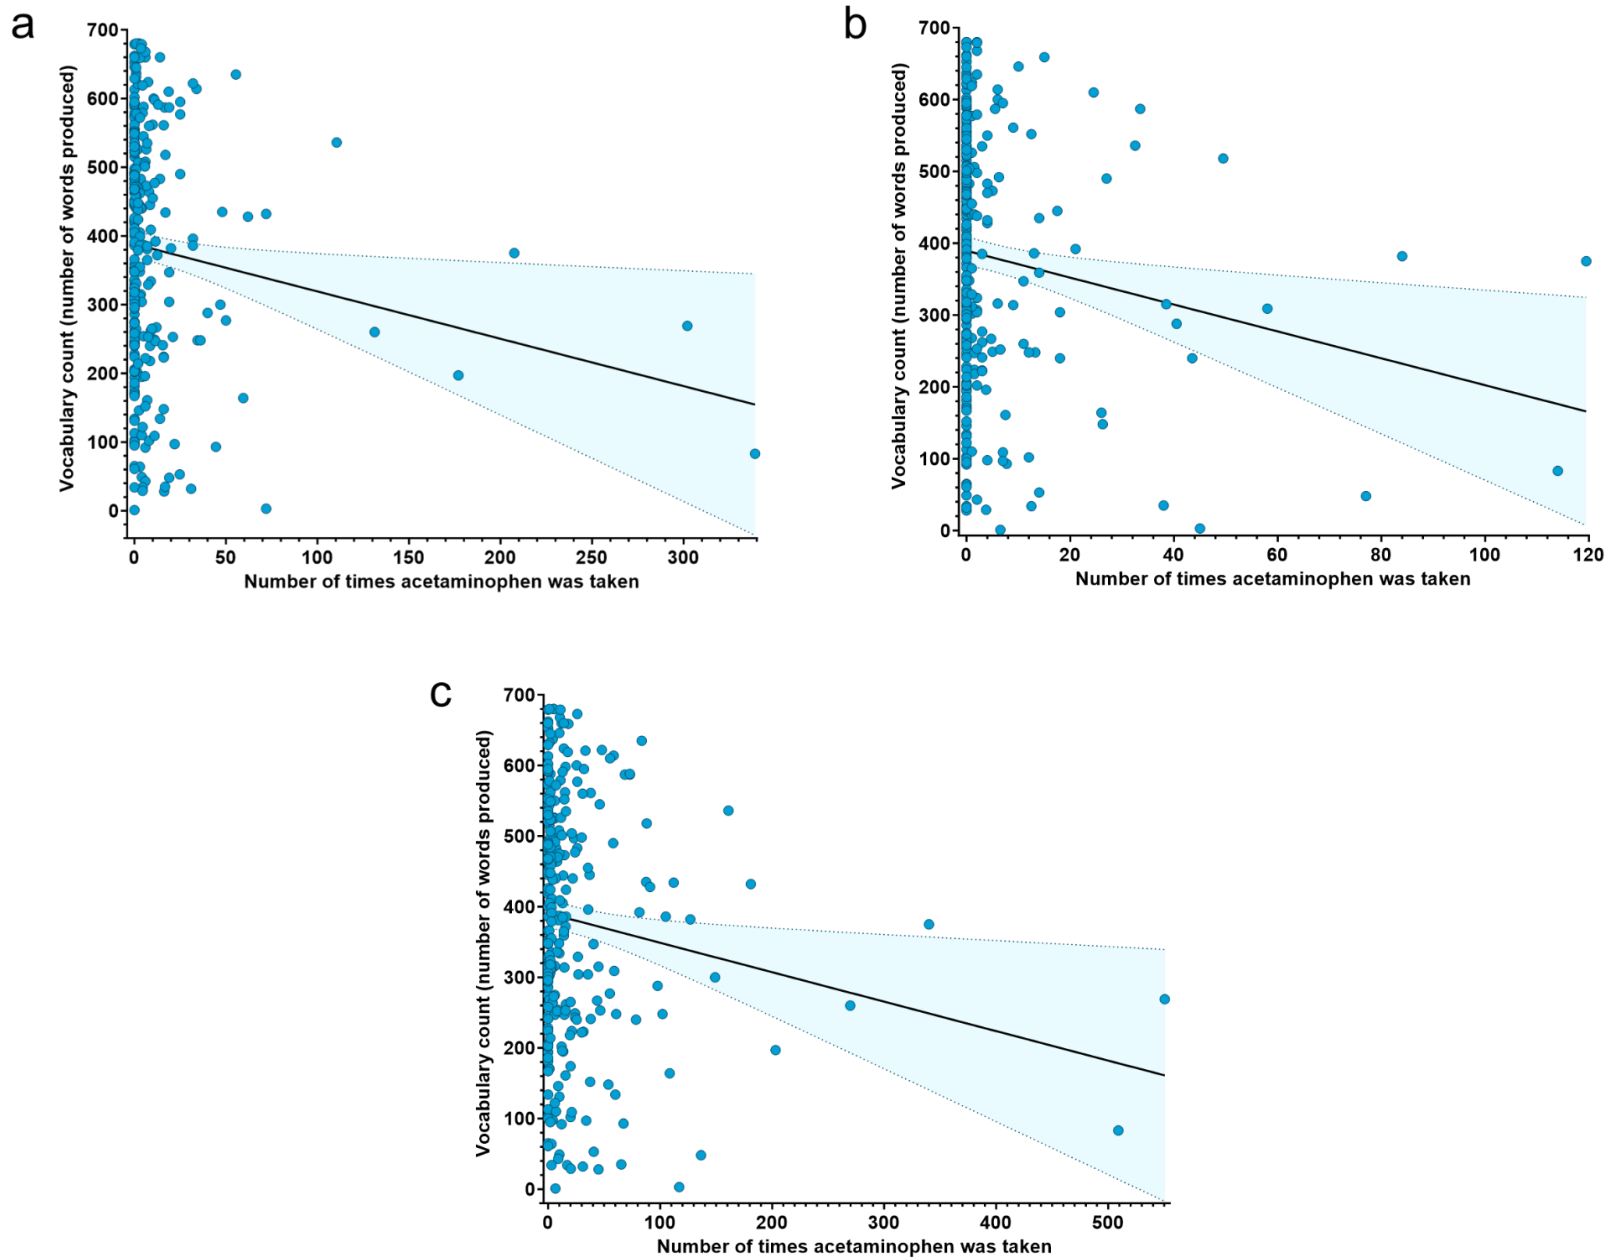 a
700
600
500
400
300
200
100
0
Vocabulary count (number of words produced)
0 50 100 150 200 250 300
Number of times acetaminophen was taken
b
700
600
500
400
300
200
100
0
Vocabulary count (number of words produced)
0 20 40 60 80 100 120
Number of times acetaminophen was taken
c
700
600
500
400
300
200
100
0
Vocabulary count (number of words produced)
0 100 200 300 400 500
Number of times acetaminophen was taken